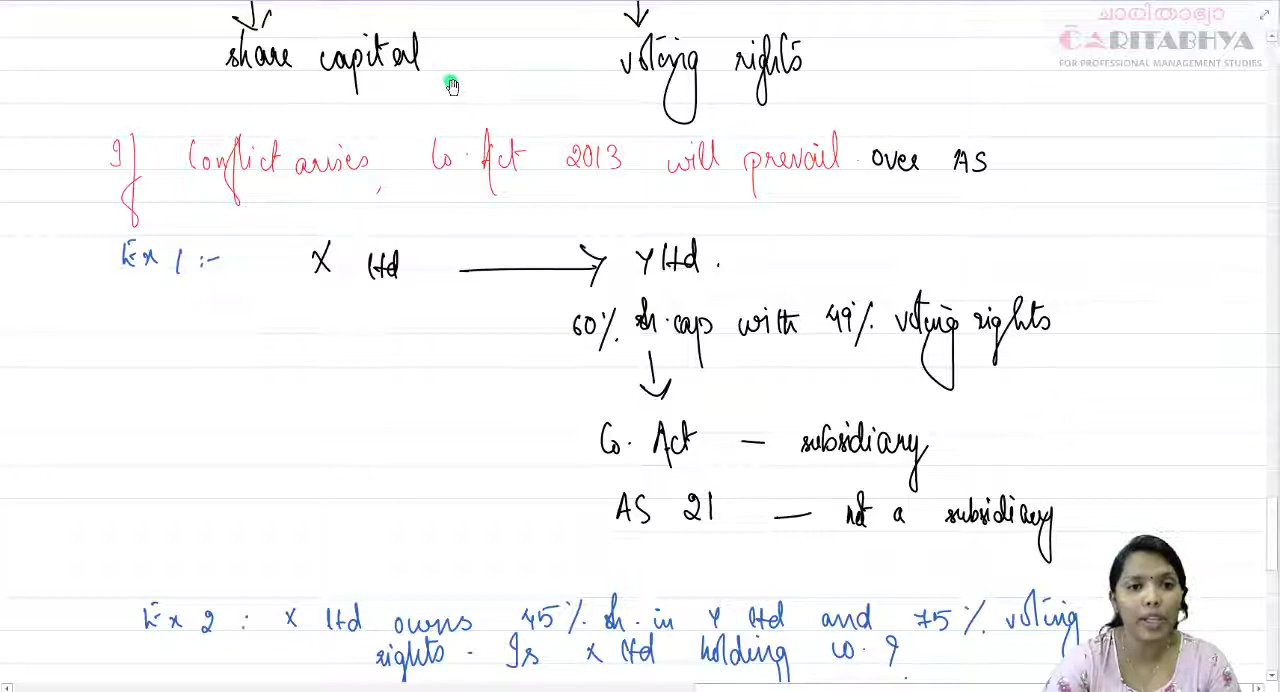 ചാരിതാഭ്യാ
CARITABHYA
FOR PROFESSIONAL MANAGEMENT STUDIES
share capital voting rights
If Conflict arises, Co. Act 2013 will prevail over AS
Ex 1 :- X ltd Y ltd.
60% sh. cap with 49% voting rights
Co. Act — subsidiary
AS 21 — not a subsidiary
Ex 2 : X ltd owns 45% sh. in Y ltd and 75% voting
rights. Is X ltd holding co. ?